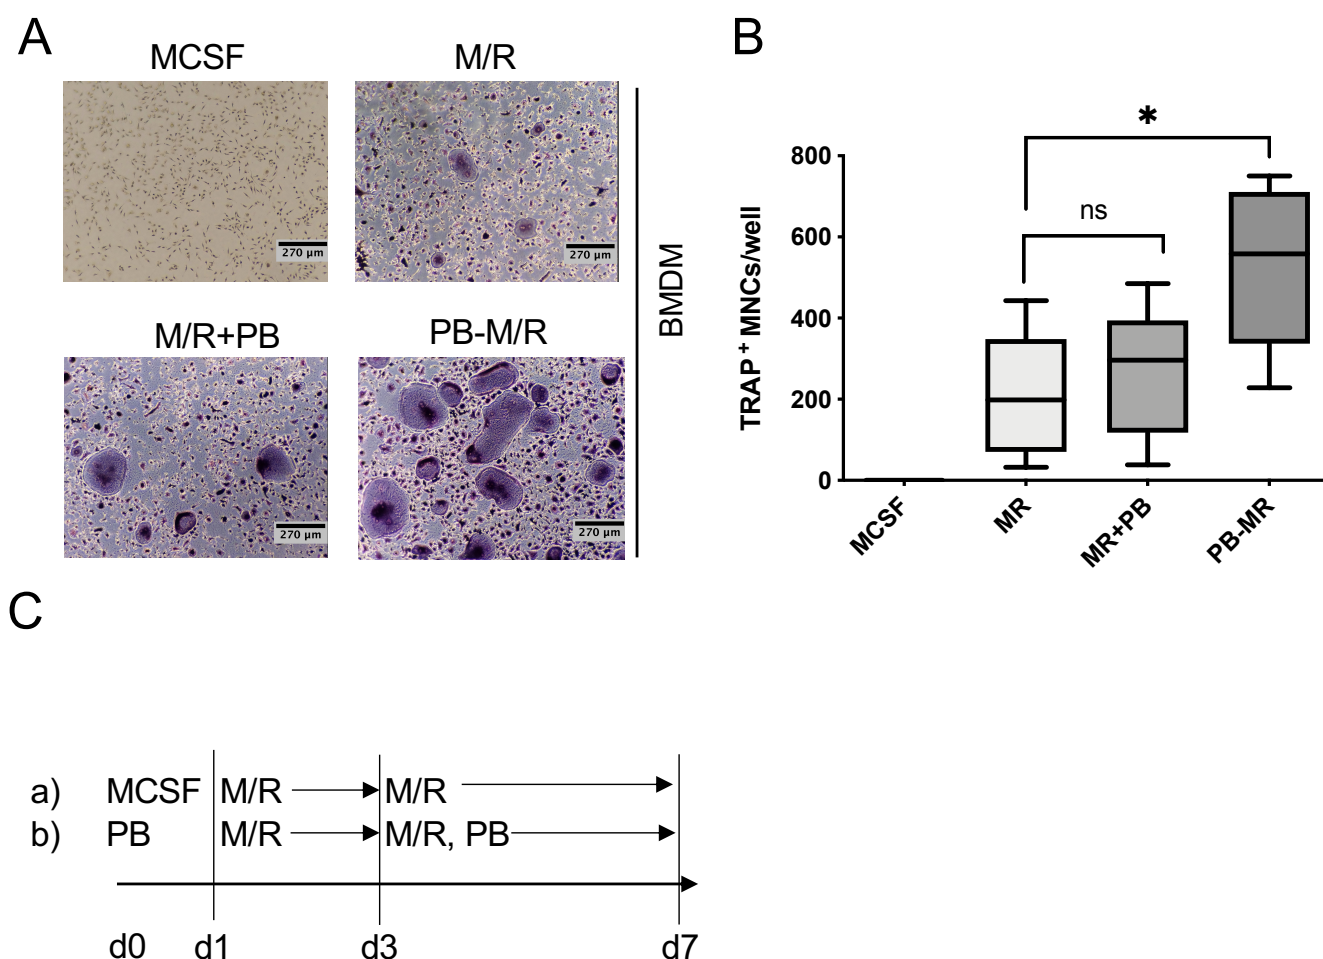 A
MCSF
M/R
270 µm
270 µm
M/R+PB
PB-M/R
270 µm
270 µm
BMDM
B
TRAP⁺ MNCs/well
800
600
400
200
0
*
ns
MCSF
MR
MR+PB
PB-MR
C
a) MCSF M/R M/R
b) PB M/R M/R, PB
d0 d1 d3 d7